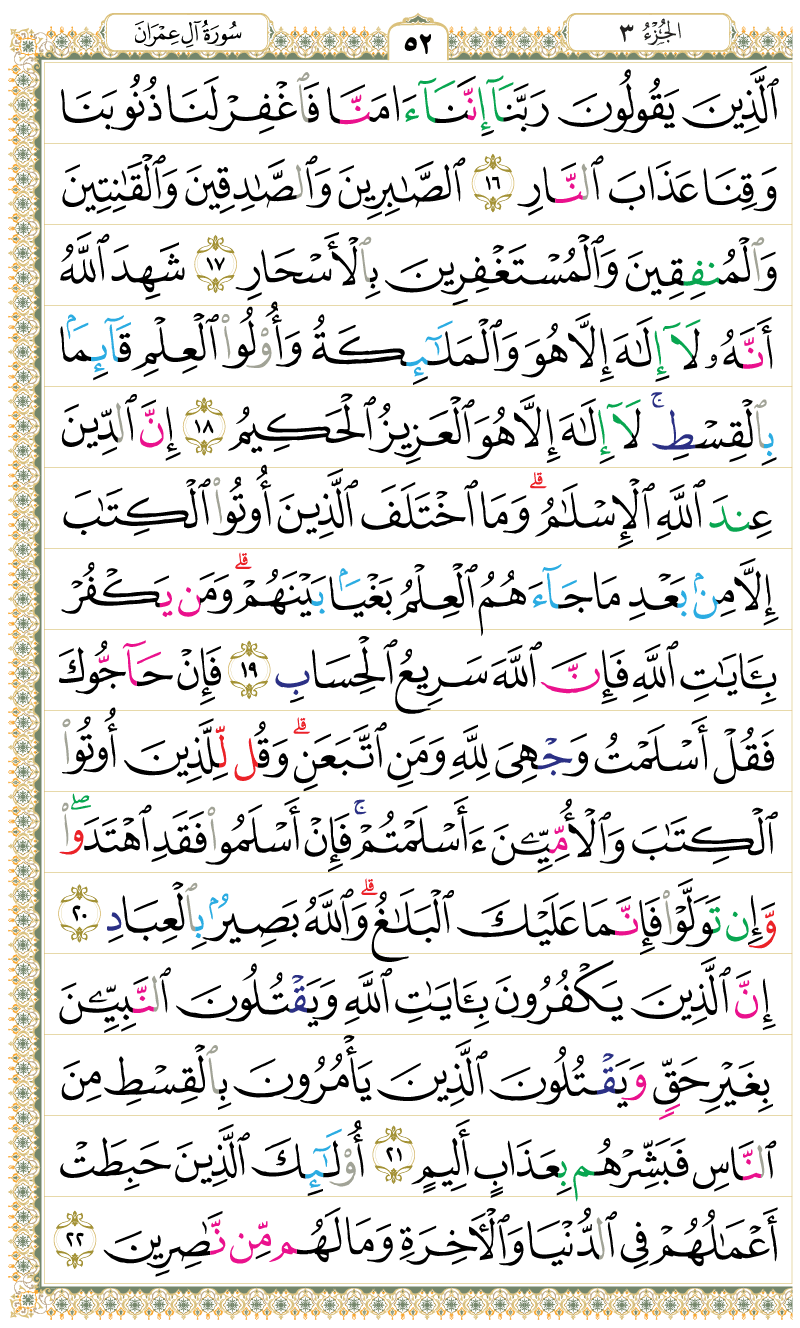 سُورَةُ آلِ عِمْرَانَ ٥٢ الجُزْءُ ٣
ٱلَّذِينَ يَقُولُونَ رَبَّنَآ إِنَّنَآ ءَامَنَّا فَٱغْفِرْ لَنَا ذُنُوبَنَا
وَقِنَا عَذَابَ ٱلنَّارِ ١٦ ٱلصَّٰبِرِينَ وَٱلصَّٰدِقِينَ وَٱلْقَٰنِتِينَ
وَٱلْمُنفِقِينَ وَٱلْمُسْتَغْفِرِينَ بِٱلْأَسْحَارِ ١٧ شَهِدَ ٱللَّهُ
أَنَّهُۥ لَآ إِلَٰهَ إِلَّا هُوَ وَٱلْمَلَٰٓئِكَةُ وَأُو۟لُوا۟ ٱلْعِلْمِ قَآئِمَۢا
بِٱلْقِسْطِ ۚ لَآ إِلَٰهَ إِلَّا هُوَ ٱلْعَزِيزُ ٱلْحَكِيمُ ١٨ إِنَّ ٱلدِّينَ
عِندَ ٱللَّهِ ٱلْإِسْلَٰمُ ۗ وَمَا ٱخْتَلَفَ ٱلَّذِينَ أُوتُوا۟ ٱلْكِتَٰبَ
إِلَّا مِنۢ بَعْدِ مَا جَآءَهُمُ ٱلْعِلْمُ بَغْيَۢا بَيْنَهُمْ ۗ وَمَن يَكْفُرْ
بِـَٔايَٰتِ ٱللَّهِ فَإِنَّ ٱللَّهَ سَرِيعُ ٱلْحِسَابِ ١٩ فَإِنْ حَآجُّوكَ
فَقُلْ أَسْلَمْتُ وَجْهِىَ لِلَّهِ وَمَنِ ٱتَّبَعَنِ ۗ وَقُل لِّلَّذِينَ أُوتُوا۟
ٱلْكِتَٰبَ وَٱلْأُمِّيِّـۧنَ ءَأَسْلَمْتُمْ ۚ فَإِنْ أَسْلَمُوا۟ فَقَدِ ٱهْتَدَوا۟ ۖ
وَّإِن تَوَلَّوْا۟ فَإِنَّمَا عَلَيْكَ ٱلْبَلَٰغُ ۗ وَٱللَّهُ بَصِيرُۢ بِٱلْعِبَادِ ٢٠
إِنَّ ٱلَّذِينَ يَكْفُرُونَ بِـَٔايَٰتِ ٱللَّهِ وَيَقْتُلُونَ ٱلنَّبِيِّـۧنَ
بِغَيْرِ حَقٍّ وَيَقْتُلُونَ ٱلَّذِينَ يَأْمُرُونَ بِٱلْقِسْطِ مِنَ
ٱلنَّاسِ فَبَشِّرْهُم بِعَذَابٍ أَلِيمٍ ٢١ أُو۟لَٰٓئِكَ ٱلَّذِينَ حَبِطَتْ
أَعْمَٰلُهُمْ فِى ٱلدُّنْيَا وَٱلْأَخِرَةِ وَمَا لَهُم مِّن نَّٰصِرِينَ ٢٢